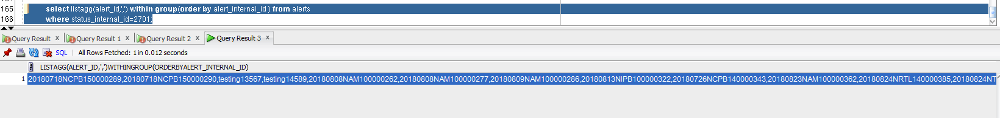 165 select listagg(alert_id,',') within group(order by alert_internal_id ) from alerts
166 where status_internal_id=2701;
Query Result x Query Result 1 x Query Result 2 x Query Result 3 x
SQL | All Rows Fetched: 1 in 0.012 seconds
LISTAGG(ALERT_ID,',')WITHINGROUP(ORDERBYALERT_INTERNAL_ID)
1 20180718NCPB150000289,20180718NCPB150000290,testing13567,testing14589,20180808NAM100000262,20180808NAM100000277,20180809NAM100000286,20180813NIPB100000322,20180726NCPB140000343,20180823NAM100000362,20180824NRTL140000385,20180824NT